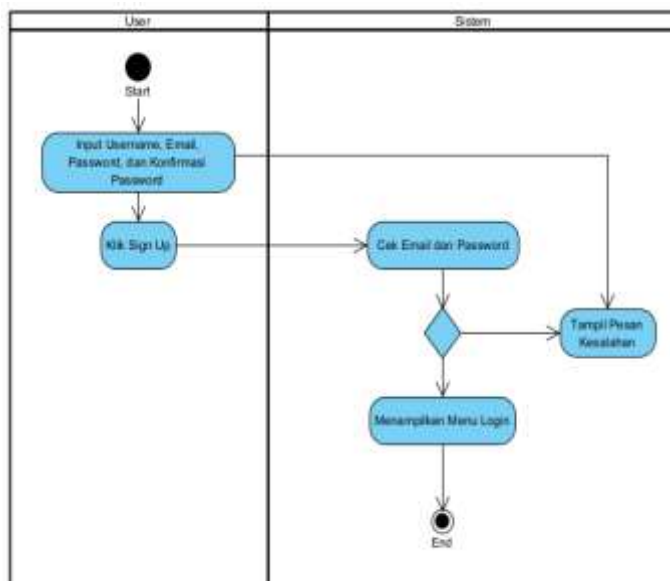 User
Sistem
Start
Input Username, Email,
Password, dan Konfirmasi
Password
Klik Sign Up
Cek Email dan Password
Tampil Pesan
Kesalahan
Menampilkan Menu Login
End